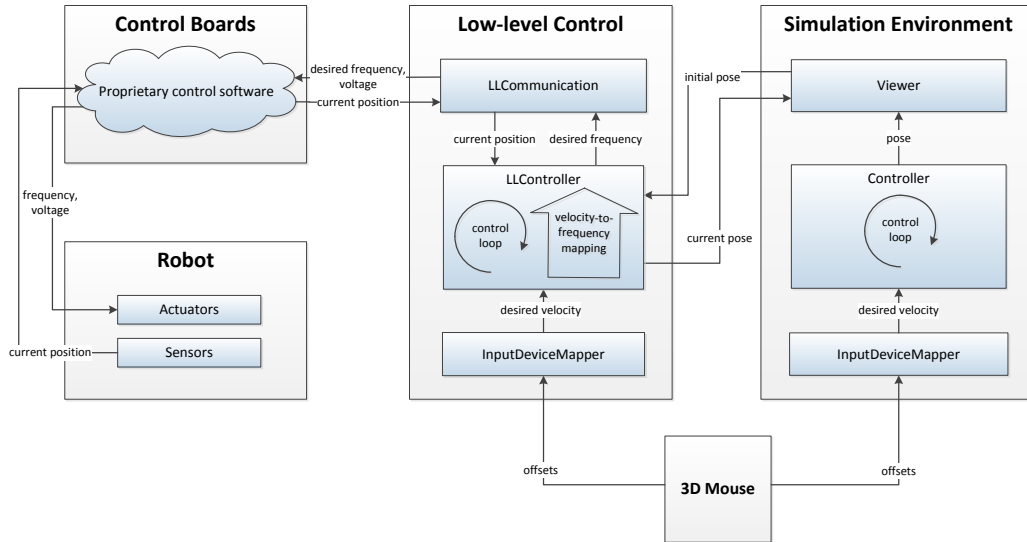 Control Boards
Proprietary control software
desired frequency,
voltage
current position
frequency,
voltage
Robot
Actuators
Sensors
current position
Low-level Control
LLCommunication
current position
desired frequency
LLController
control
loop
velocity-to-
frequency
mapping
desired velocity
InputDeviceMapper
offsets
Simulation Environment
initial pose
Viewer
pose
current pose
Controller
control
loop
desired velocity
InputDeviceMapper
offsets
3D Mouse